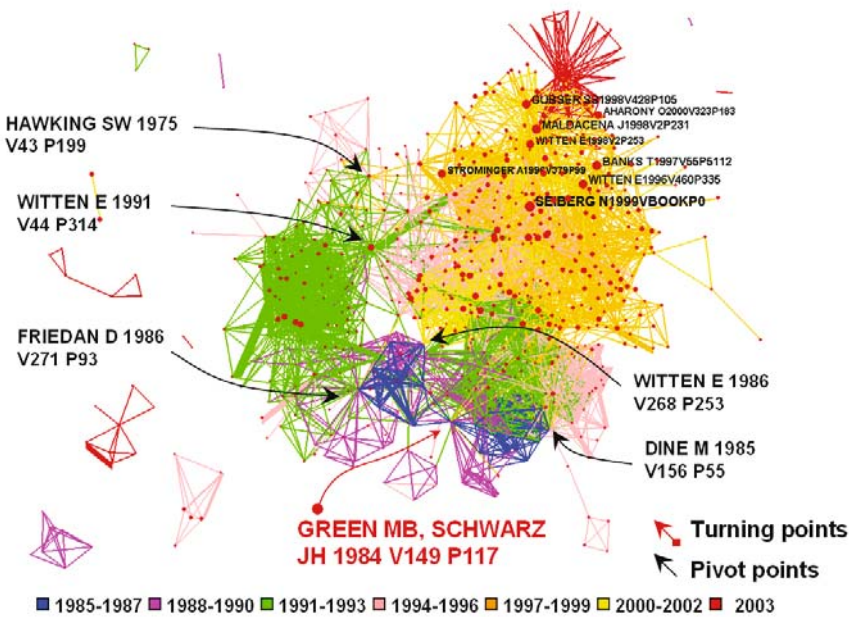 GUBSER SS1998V428P105
AHARONY O2000V323P183
MALDACENA J1998V2P231
WITTEN E1998V2P253
HAWKING SW 1975
V43 P199
BANKS T1997V55P5112
STROMINGER A1996V379P99
WITTEN E1996V460P335
WITTEN E 1991
V44 P314
SEIBERG N1999VBOOKP0
FRIEDAN D 1986
V271 P93
WITTEN E 1986
V268 P253
DINE M 1985
V156 P55
GREEN MB, SCHWARZ
JH 1984 V149 P117
Turning points
Pivot points
1985-1987 1988-1990 1991-1993 1994-1996 1997-1999 2000-2002 2003